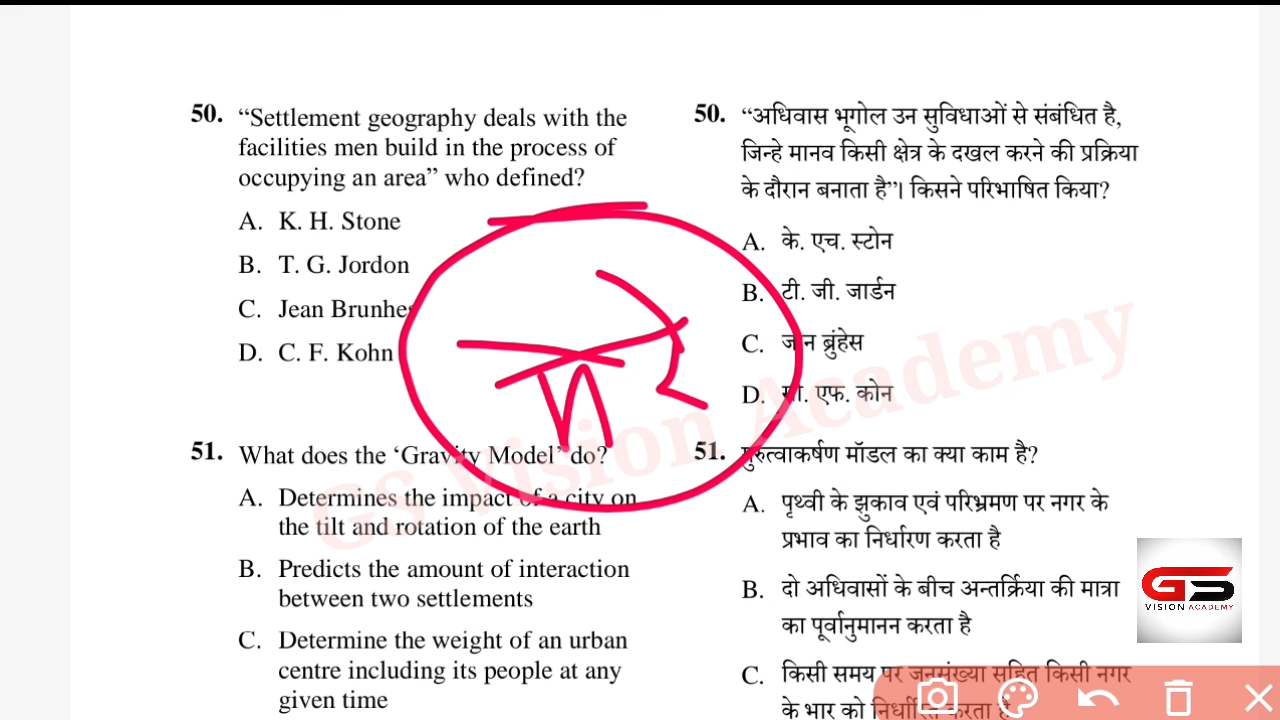 50. “Settlement geography deals with the
facilities men build in the process of
occupying an area” who defined?
A. K. H. Stone
B. T. G. Jordon
C. Jean Brunhes
D. C. F. Kohn
51. What does the ‘Gravity Model’ do?
A. Determines the impact of a city on
the tilt and rotation of the earth
B. Predicts the amount of interaction
between two settlements
C. Determine the weight of an urban
centre including its people at any
given time
50. “अधिवास भूगोल उन सुविधाओं से संबंधित है,
जिन्हे मानव किसी क्षेत्र के दखल करने की प्रक्रिया
के दौरान बनाता है”। किसने परिभाषित किया?
A. के. एच. स्टोन
B. टी. जी. जार्डन
C. जीन ब्रुंहेस
D. सी. एफ. कोन
51. गुरुत्वाकर्षण मॉडल का क्या काम है?
A. पृथ्वी के झुकाव एवं परिभ्रमण पर नगर के
प्रभाव का निर्धारण करता है
B. दो अधिवासों के बीच अन्तर्क्रिया की मात्रा
का पूर्वानुमानन करता है
C. किसी समय पर जनसंख्या सहित किसी नगर
के भार को निर्धारित करता है
GS Vision Academy
GS
VISION ACADEMY